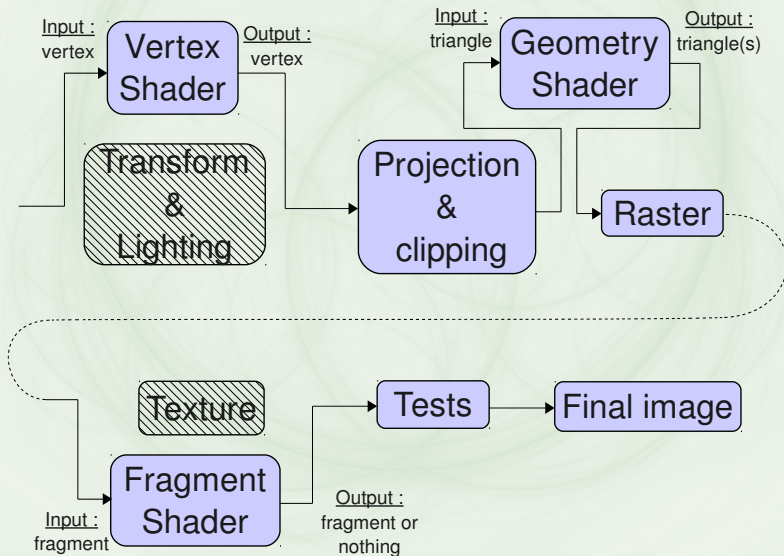 Input :
vertex
Vertex
Shader
Output :
vertex
Input :
triangle
Geometry
Shader
Output :
triangle(s)
Transform
&
Lighting
Projection
&
clipping
Raster
Texture
Tests
Final image
Fragment
Shader
Input :
fragment
Output :
fragment or
nothing